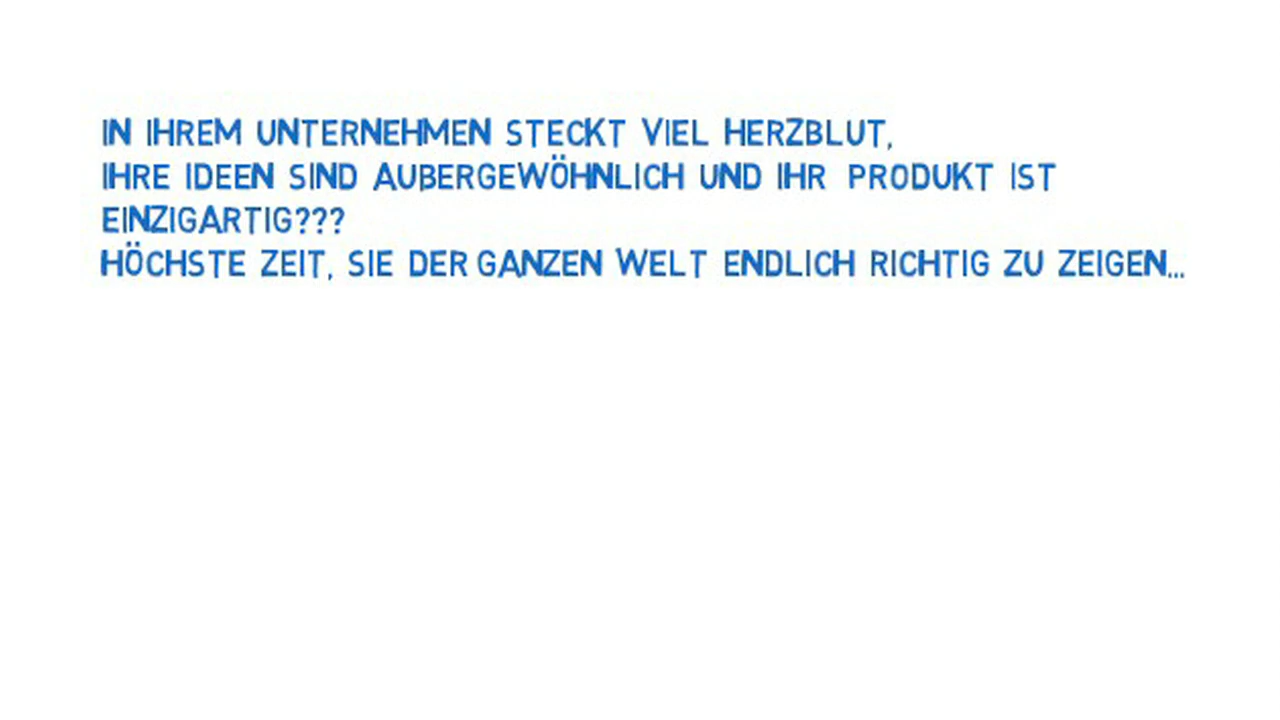 IN IHREM UNTERNEHMEN STECKT VIEL HERZBLUT,
IHRE IDEEN SIND AUßERGEWÖHNLICH UND IHR PRODUKT IST
EINZIGARTIG???
HÖCHSTE ZEIT, SIE DER GANZEN WELT ENDLICH RICHTIG ZU ZEIGEN...